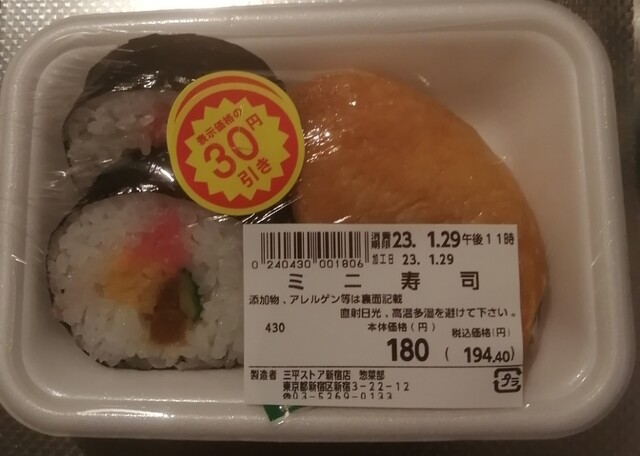 表示価格の
30円
引き
消費期限 23. 1.29 午後11時
加工日 23. 1.29
0 240430 001806
ミニ寿司
添加物、アレルゲン等は裏面記載
直射日光、高温多湿を避けて下さい。
430 本体価格(円) 税込価格(円)
180 ( 194.40)
製造者 三平ストア新宿店 惣菜部
東京都新宿区新宿3-22-12
☎03-5269-0133
プラ